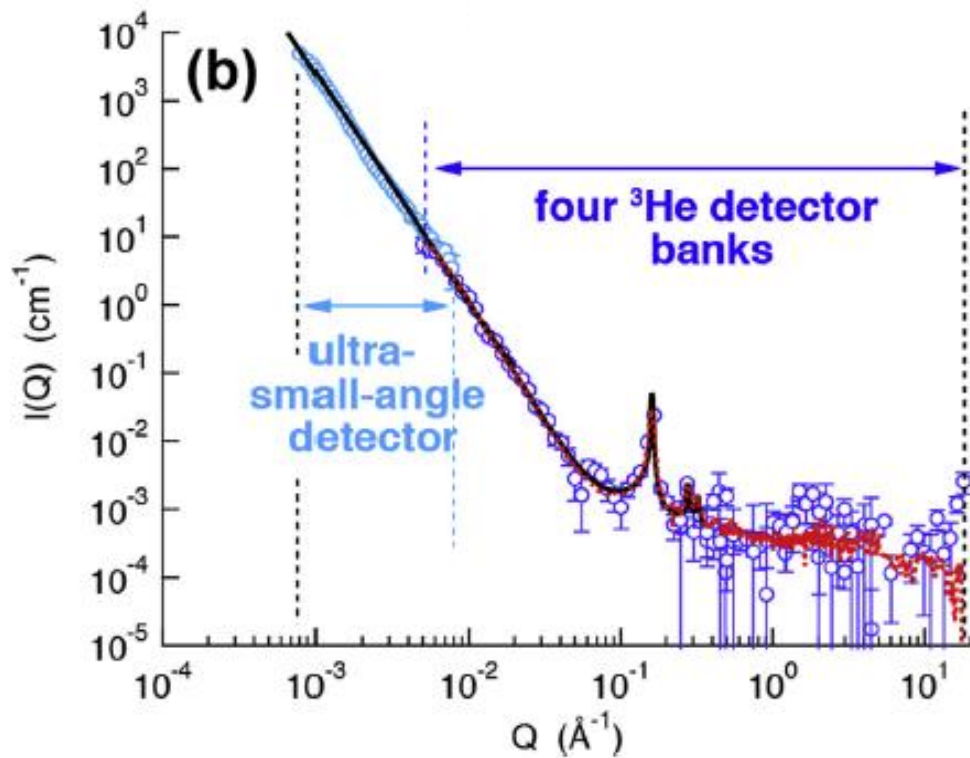 (b)
10⁴
10³
10²
10¹
10⁰
10⁻¹
10⁻²
10⁻³
10⁻⁴
10⁻⁵
I(Q) (cm⁻¹)
four ³He detector
banks
ultra-
small-angle
detector
10⁻⁴
10⁻³
10⁻²
10⁻¹
10⁰
10¹
Q (Å⁻¹)